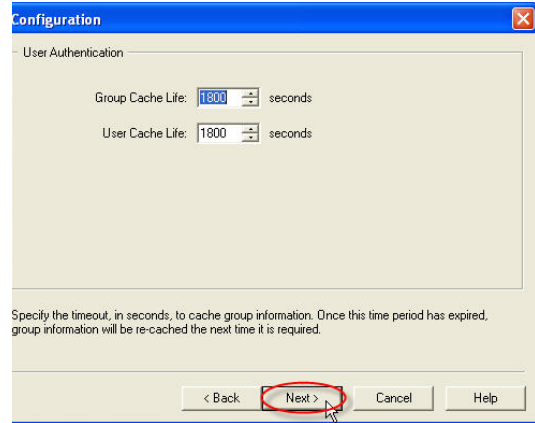 Configuration
User Authentication
Group Cache Life: 1800 seconds
User Cache Life: 1800 seconds
Specify the timeout, in seconds, to cache group information. Once this time period has expired,
group information will be re-cached the next time it is required.
< Back Next > Cancel Help